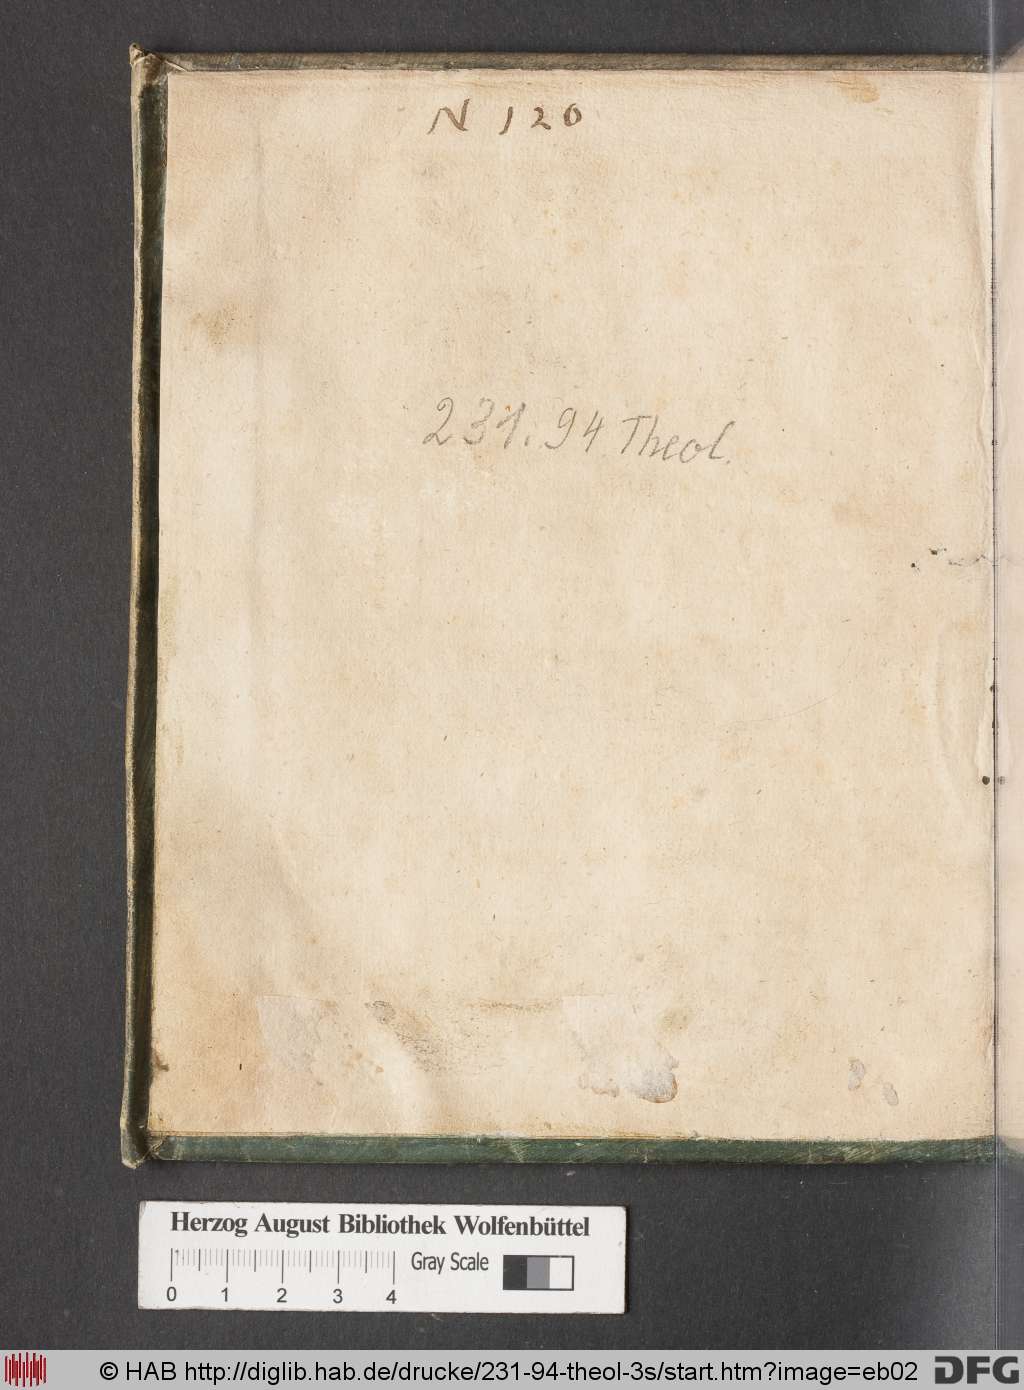 N 120
231.94 Theol.
Herzog August Bibliothek Wolfenbüttel
Gray Scale
0 1 2 3 4
© HAB http://diglib.hab.de/drucke/231-94-theol-3s/start.htm?image=eb02
DFG